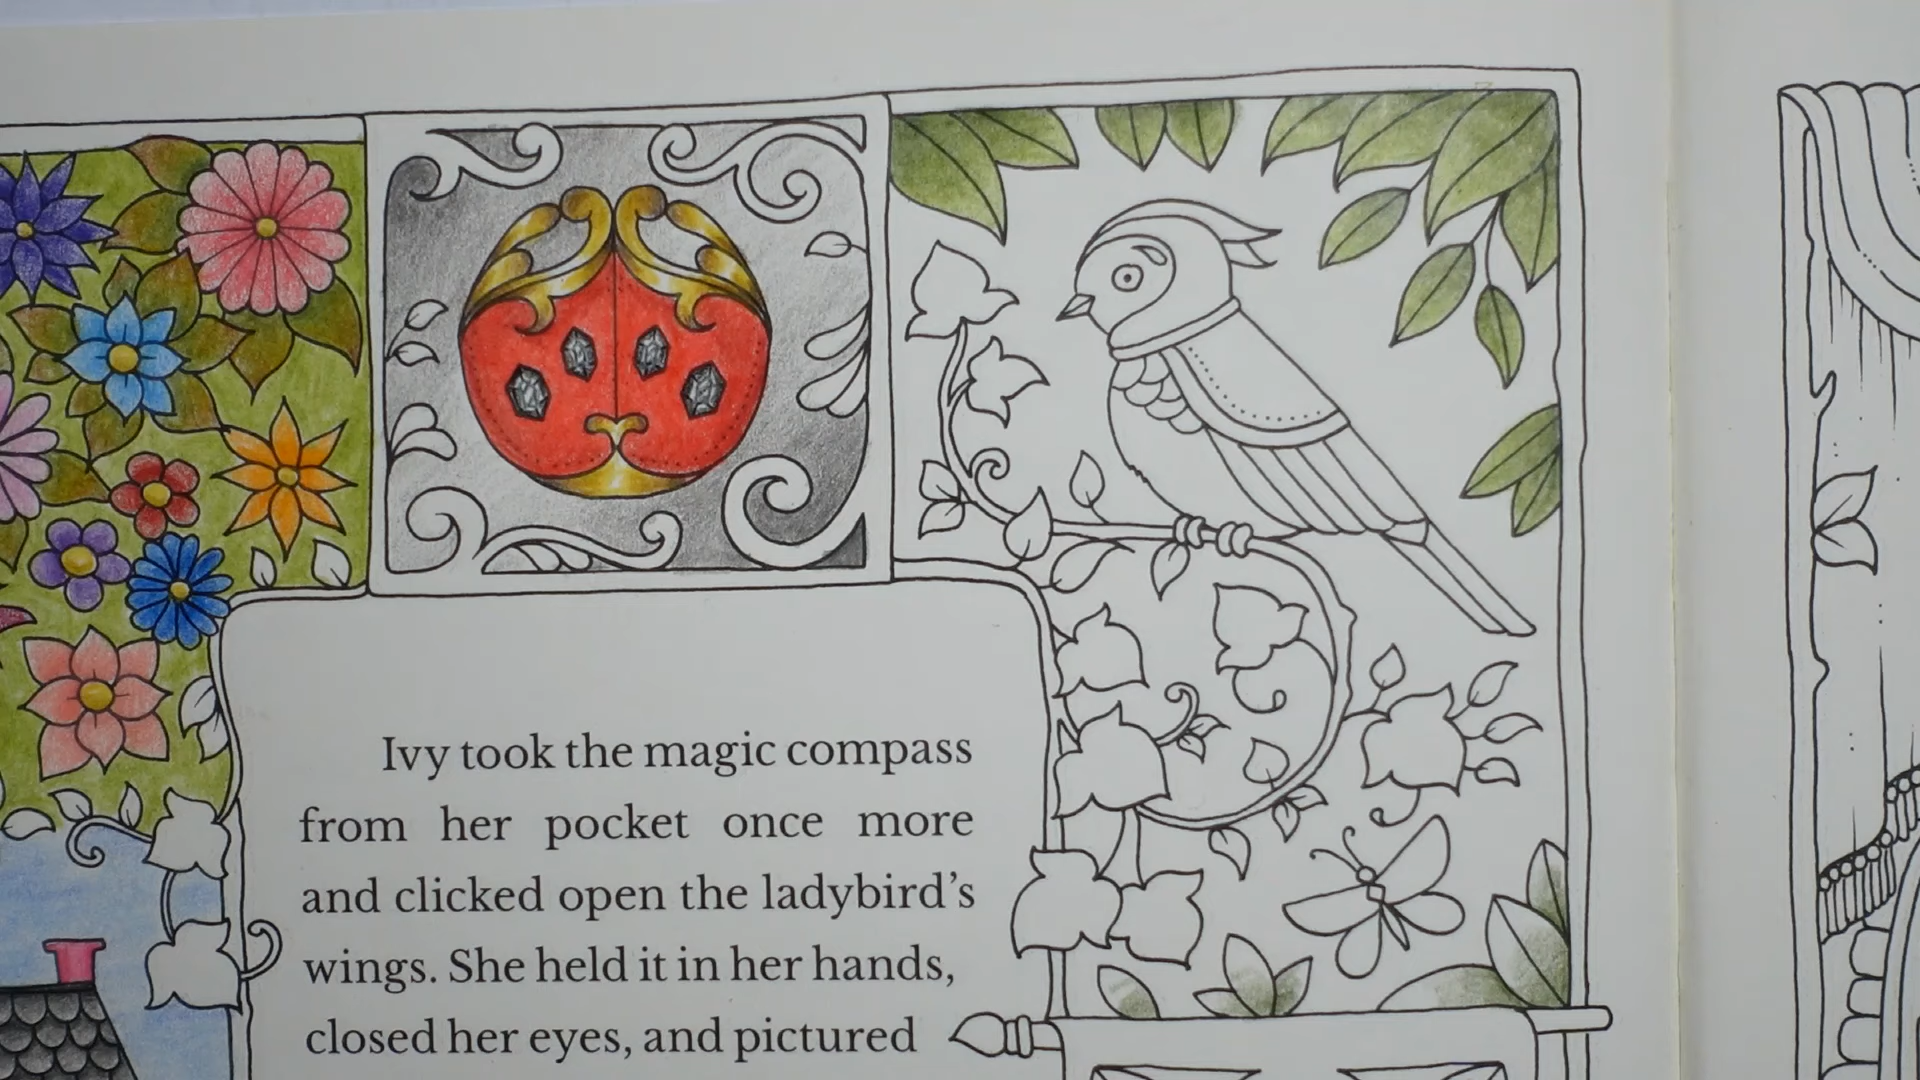 Ivy took the magic compass
from her pocket once more
and clicked open the ladybird’s
wings. She held it in her hands,
closed her eyes, and pictured